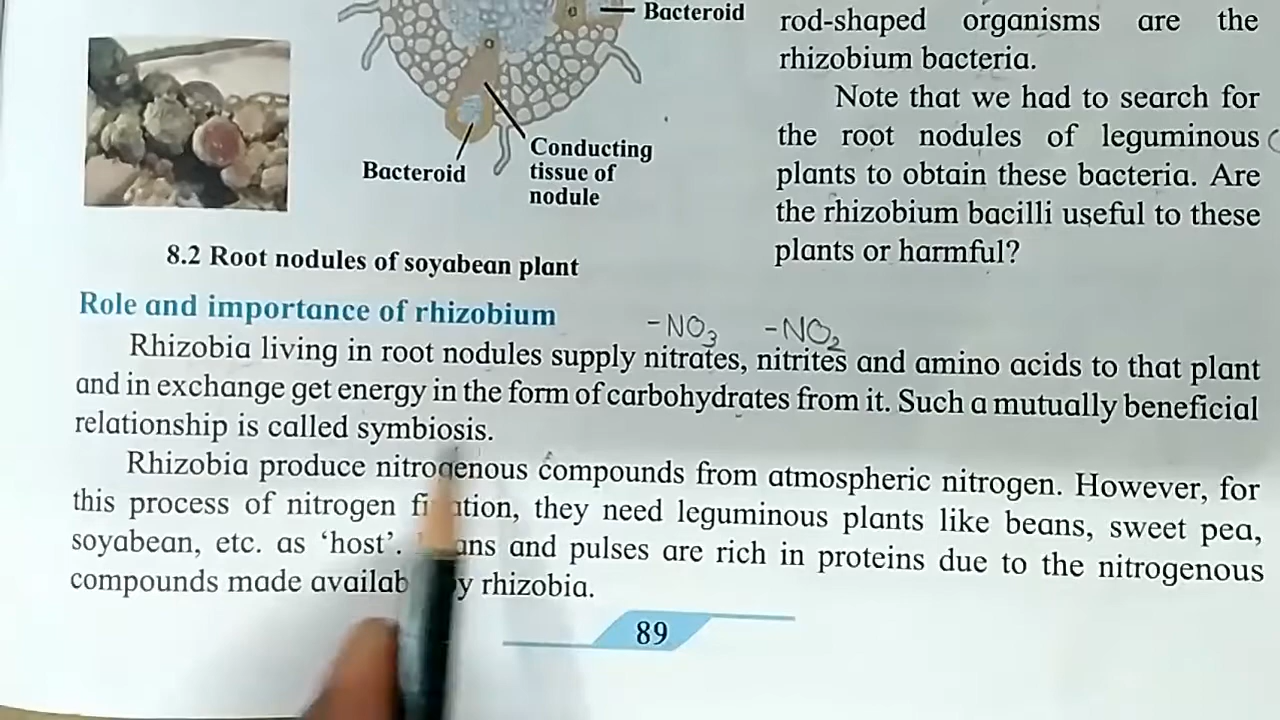 Bacteroid
Bacteroid
Conducting
tissue of
nodule
8.2 Root nodules of soyabean plant
rod-shaped organisms are the
rhizobium bacteria.
Note that we had to search for
the root nodules of leguminous
plants to obtain these bacteria. Are
the rhizobium bacilli useful to these
plants or harmful?
Role and importance of rhizobium
-NO3 -NO2
Rhizobia living in root nodules supply nitrates, nitrites and amino acids to that plant
and in exchange get energy in the form of carbohydrates from it. Such a mutually beneficial
relationship is called symbiosis.
Rhizobia produce nitrogenous compounds from atmospheric nitrogen. However, for
this process of nitrogen fixation, they need leguminous plants like beans, sweet pea,
soyabean, etc. as ‘host’. Beans and pulses are rich in proteins due to the nitrogenous
compounds made available by rhizobia.
89